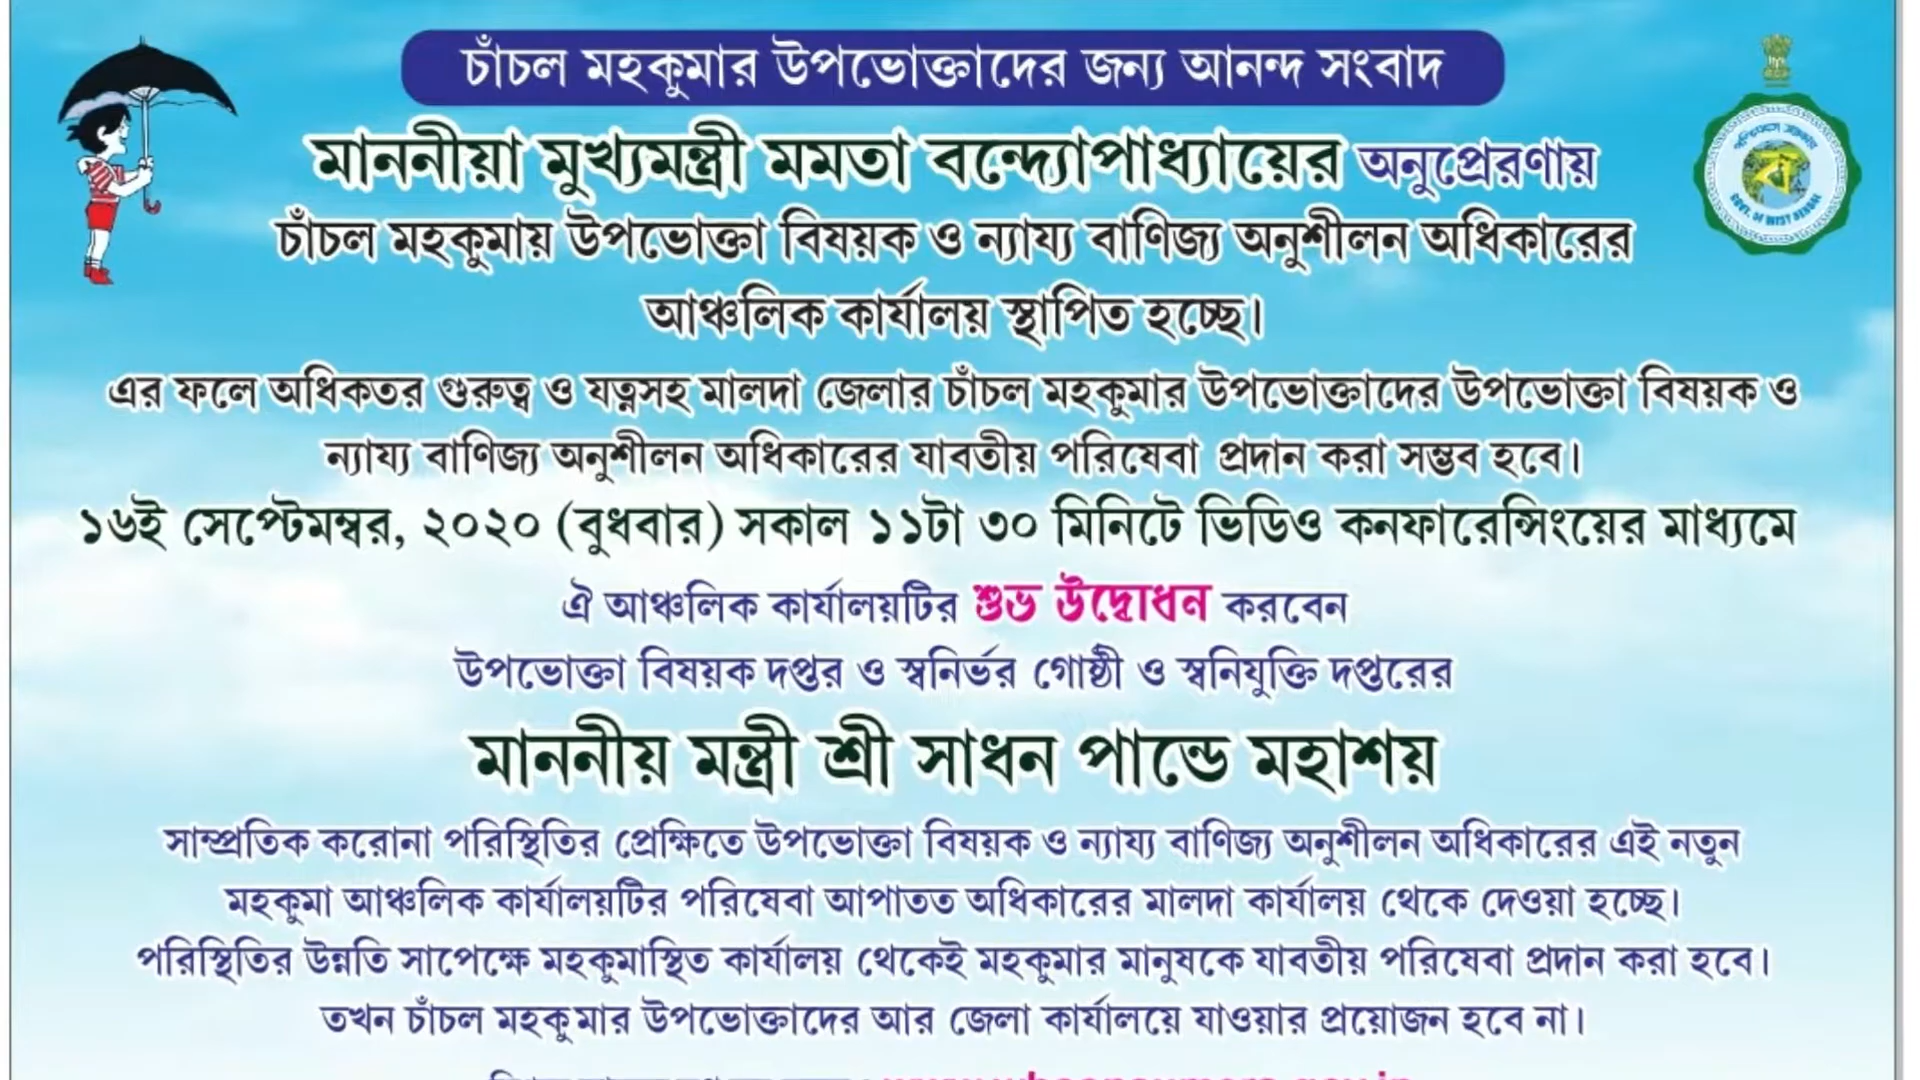 চাঁচল মহকুমার উপভোক্তাদের জন্য আনন্দ সংবাদ
মাননীয়া মুখ্যমন্ত্রী মমতা বন্দ্যোপাধ্যায়ের অনুপ্রেরণায়
চাঁচল মহকুমায় উপভোক্তা বিষয়ক ও ন্যায্য বাণিজ্য অনুশীলন অধিকারের
আঞ্চলিক কার্যালয় স্থাপিত হচ্ছে।
এর ফলে অধিকতর গুরুত্ব ও যত্নসহ মালদা জেলার চাঁচল মহকুমার উপভোক্তাদের উপভোক্তা বিষয়ক ও
ন্যায্য বাণিজ্য অনুশীলন অধিকারের যাবতীয় পরিষেবা প্রদান করা সম্ভব হবে।
১৬ই সেপ্টেমম্বর, ২০২০ (বুধবার) সকাল ১১টা ৩০ মিনিটে ভিডিও কনফারেন্সিংয়ের মাধ্যমে
ঐ আঞ্চলিক কার্যালয়টির শুভ উদ্বোধন করবেন
উপভোক্তা বিষয়ক দপ্তর ও স্বনির্ভর গোষ্ঠী ও স্বনিযুক্তি দপ্তরের
মাননীয় মন্ত্রী শ্রী সাধন পান্ডে মহাশয়
সাম্প্রতিক করোনা পরিস্থিতির প্রেক্ষিতে উপভোক্তা বিষয়ক ও ন্যায্য বাণিজ্য অনুশীলন অধিকারের এই নতুন
মহকুমা আঞ্চলিক কার্যালয়টির পরিষেবা আপাতত অধিকারের মালদা কার্যালয় থেকে দেওয়া হচ্ছে।
পরিস্থিতির উন্নতি সাপেক্ষে মহকুমাস্থিত কার্যালয় থেকেই মহকুমার মানুষকে যাবতীয় পরিষেবা প্রদান করা হবে।
তখন চাঁচল মহকুমার উপভোক্তাদের আর জেলা কার্যালয়ে যাওয়ার প্রয়োজন হবে না।
GOVT. OF WEST BENGAL